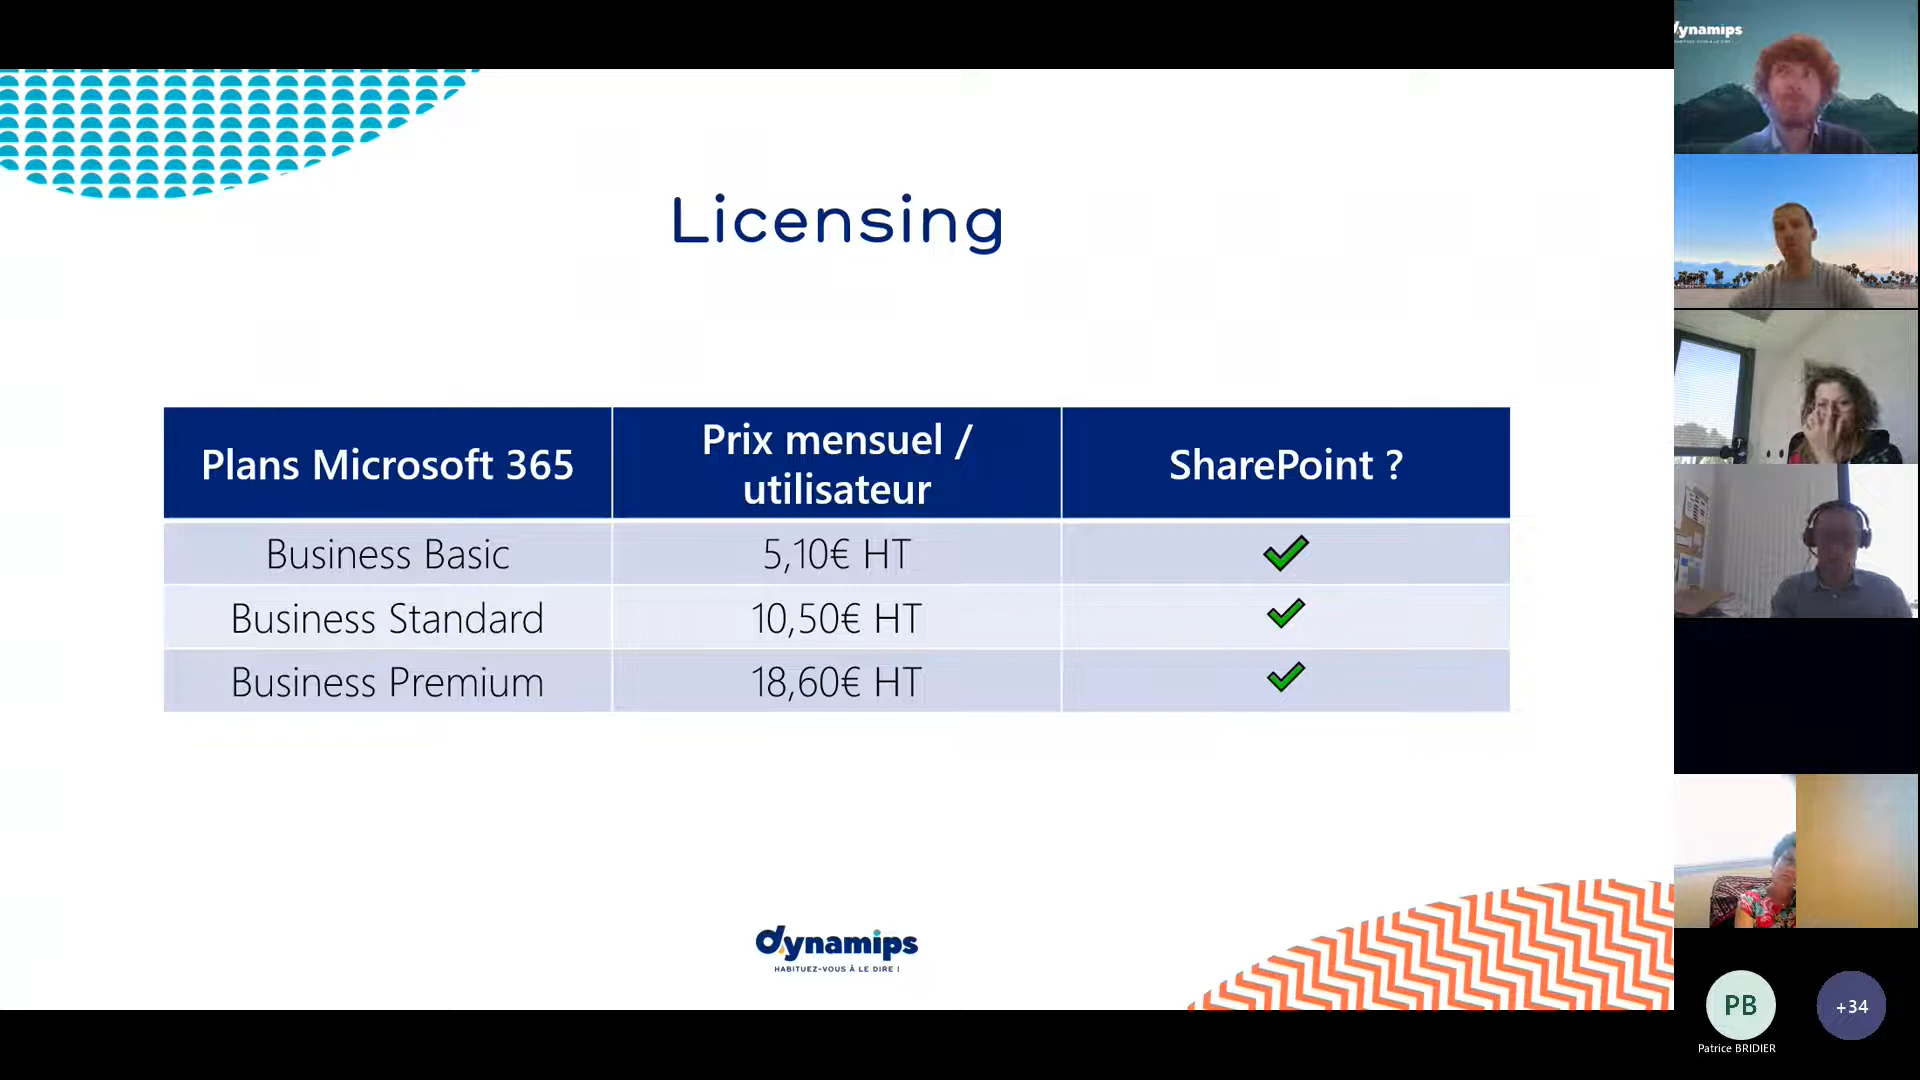 Licensing
Plans Microsoft 365
Prix mensuel /
utilisateur
SharePoint ?
Business Basic
5,10€ HT
Business Standard
10,50€ HT
Business Premium
18,60€ HT
dynamips
HABITUEZ-VOUS À LE DIRE !
ynamips
PB
Patrice BRIDIER
+34